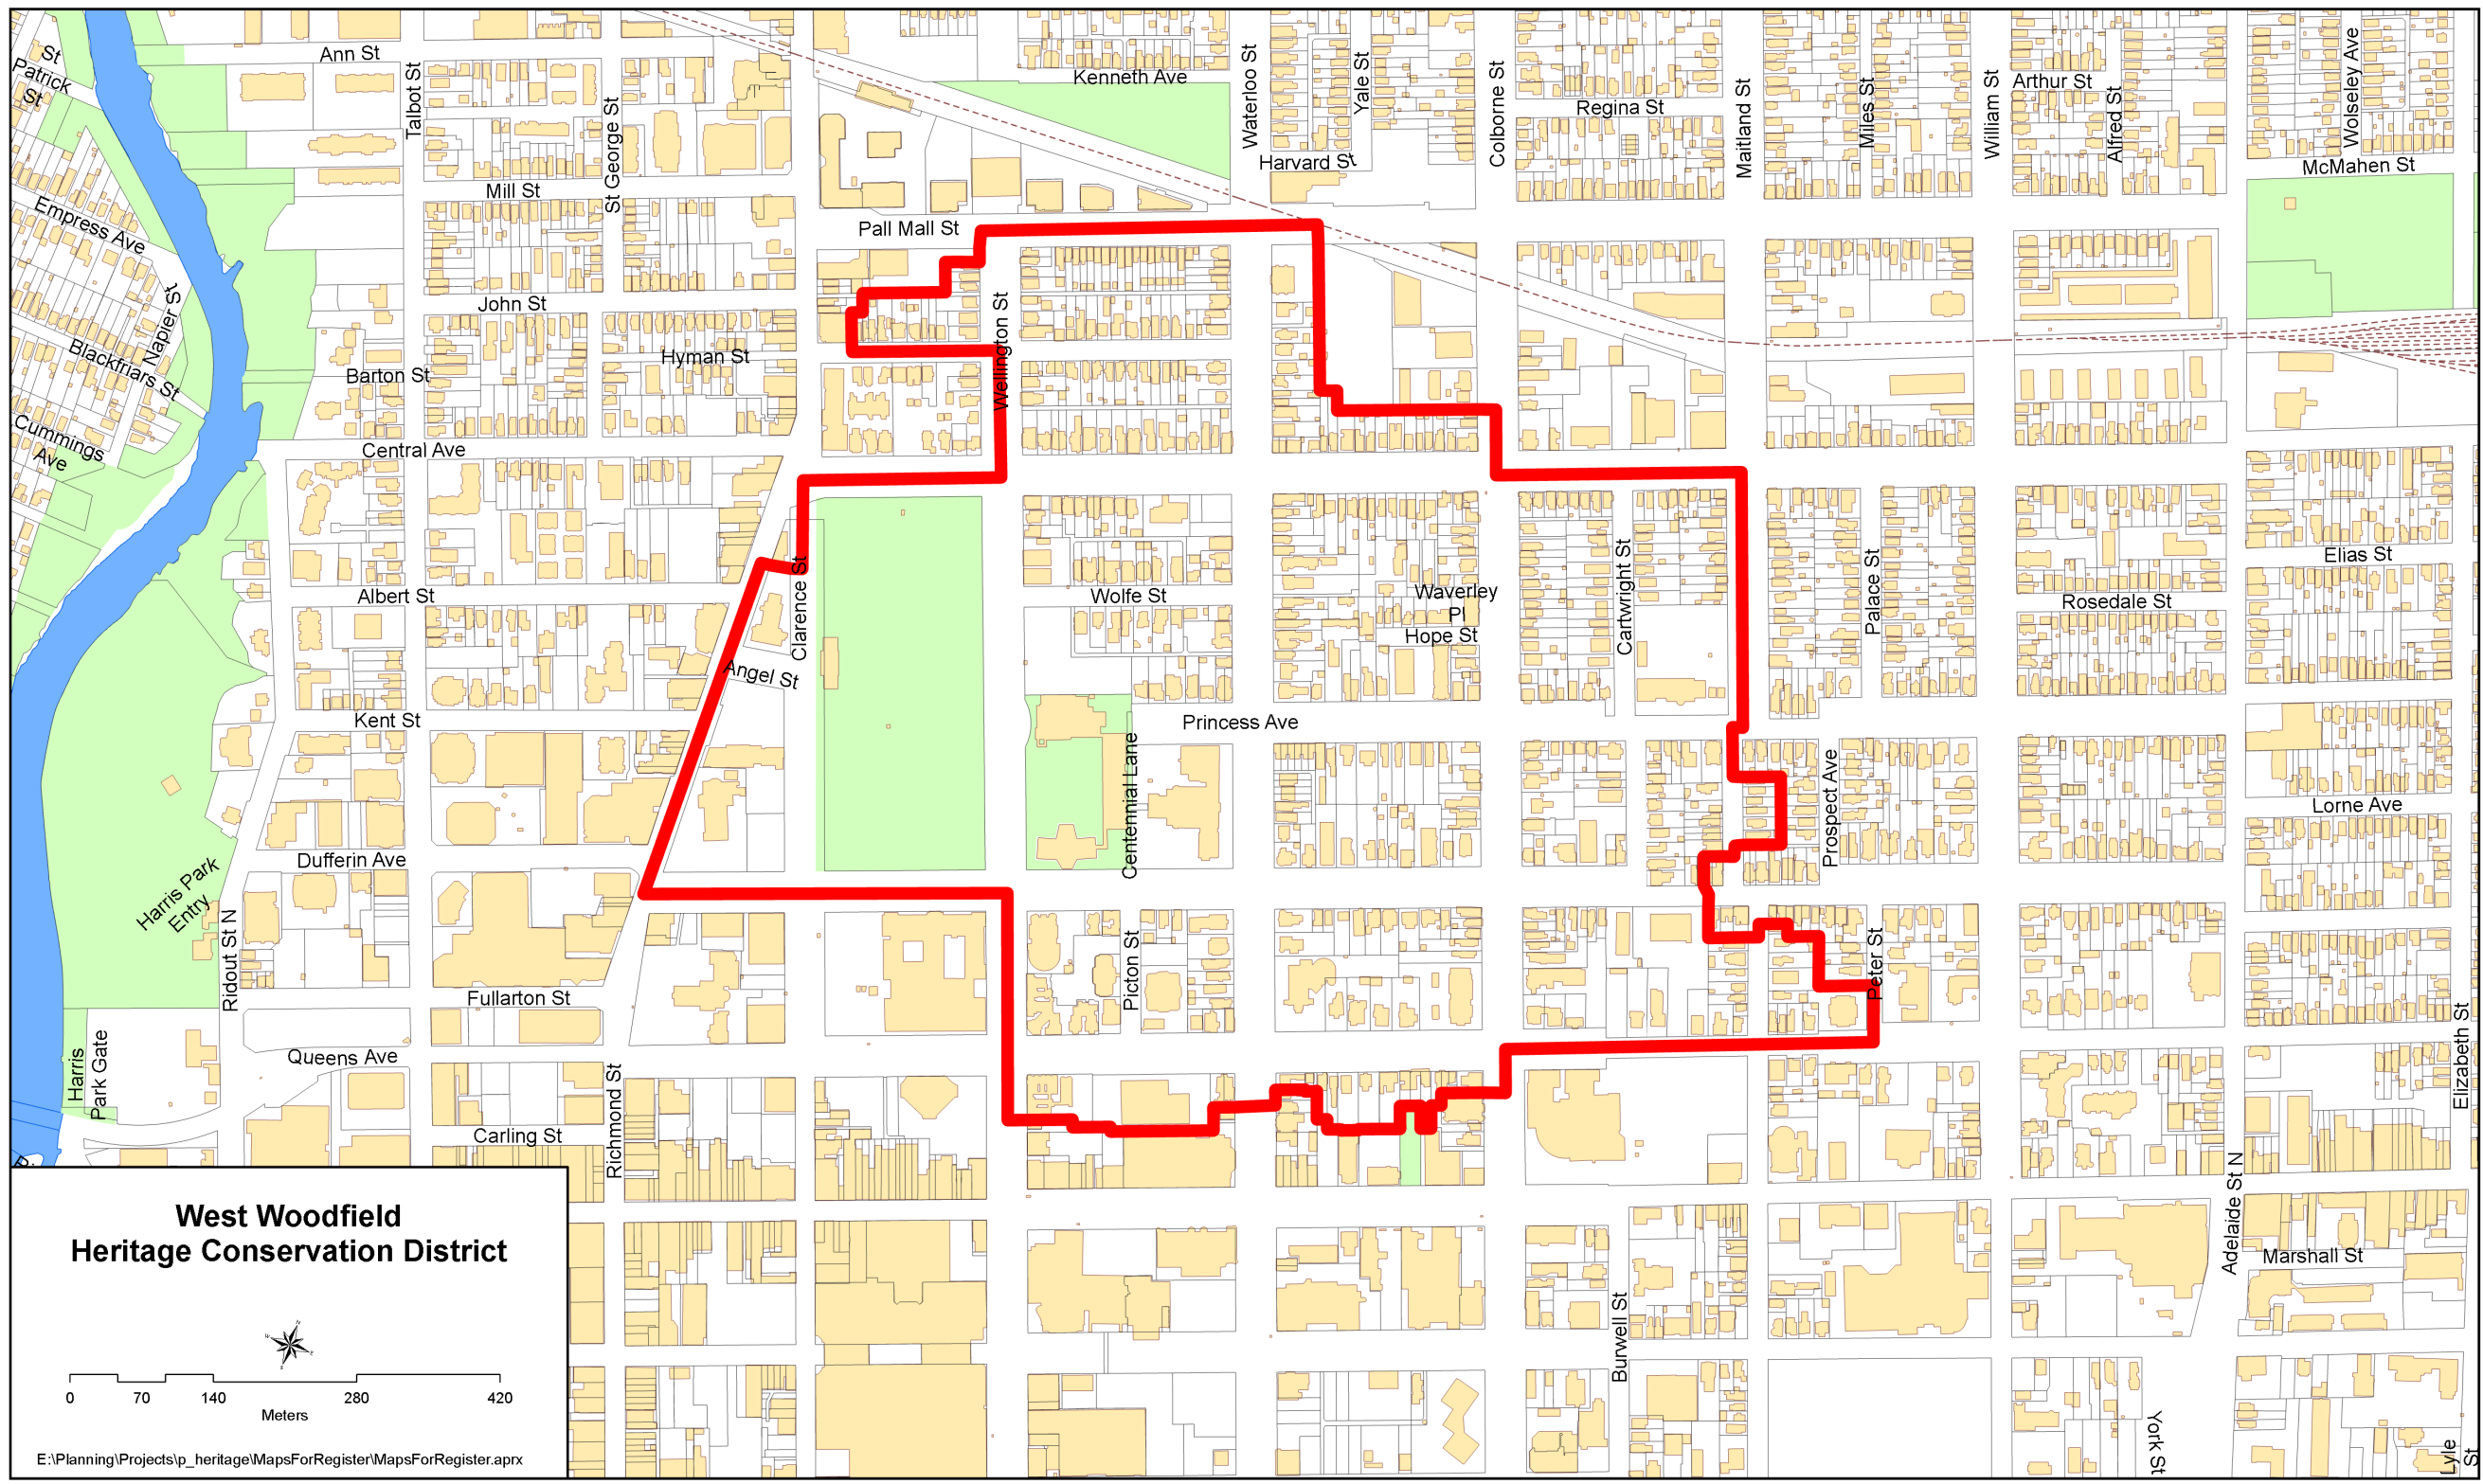 Ann St
St
Patrick
St
Talbot St
St George St
Kenneth Ave
Waterloo St
Yale St
Harvard St
Colborne St
Regina St
Maitland St
Miles St
William St
Arthur St
Alfred St
Wolseley Ave
McMahen St
Mill St
Empress Ave
Pall Mall St
Napier St
John St
Wellington St
Blackfriars St
Hyman St
Barton St
Cummings
Ave
Central Ave
Albert St
Clarence St
Wolfe St
Waverley
Pl
Hope St
Cartwright St
Palace St
Elias St
Rosedale St
Angel St
Kent St
Princess Ave
Centennial Lane
Prospect Ave
Lorne Ave
Dufferin Ave
Harris Park
Entry
Ridout St N
Picton St
Peter St
Fullarton St
Queens Ave
Harris
Park Gate
Richmond St
Elizabeth St
Carling St
Adelaide St N
Marshall St
Burwell St
York St
Lyle
St
West Woodfield
Heritage Conservation District
N
W
E
S
0 70 140 280 420
Meters
E:\Planning\Projects\p_heritage\MapsForRegister\MapsForRegister.aprx